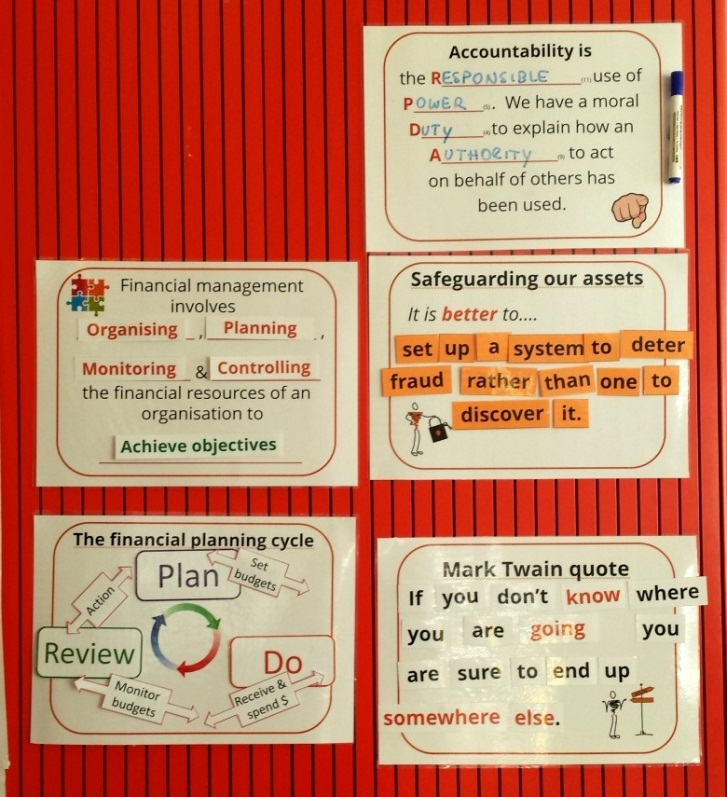 Accountability is
the RESPONSIBLE (11) use of
POWER (5). We have a moral
DUTY (4) to explain how an
AUTHORITY (9) to act
on behalf of others has
been used.
Financial management
involves
Organising, Planning,
Monitoring & Controlling
the financial resources of an
organisation to
Achieve objectives
Safeguarding our assets
It is better to....
set up a system to deter
fraud rather than one to
discover it.
The financial planning cycle
Plan
Set
budgets
Action
Review
Do
Monitor
budgets
Receive &
spend $
Mark Twain quote
If you don't know where
you are going you
are sure to end up
somewhere else.